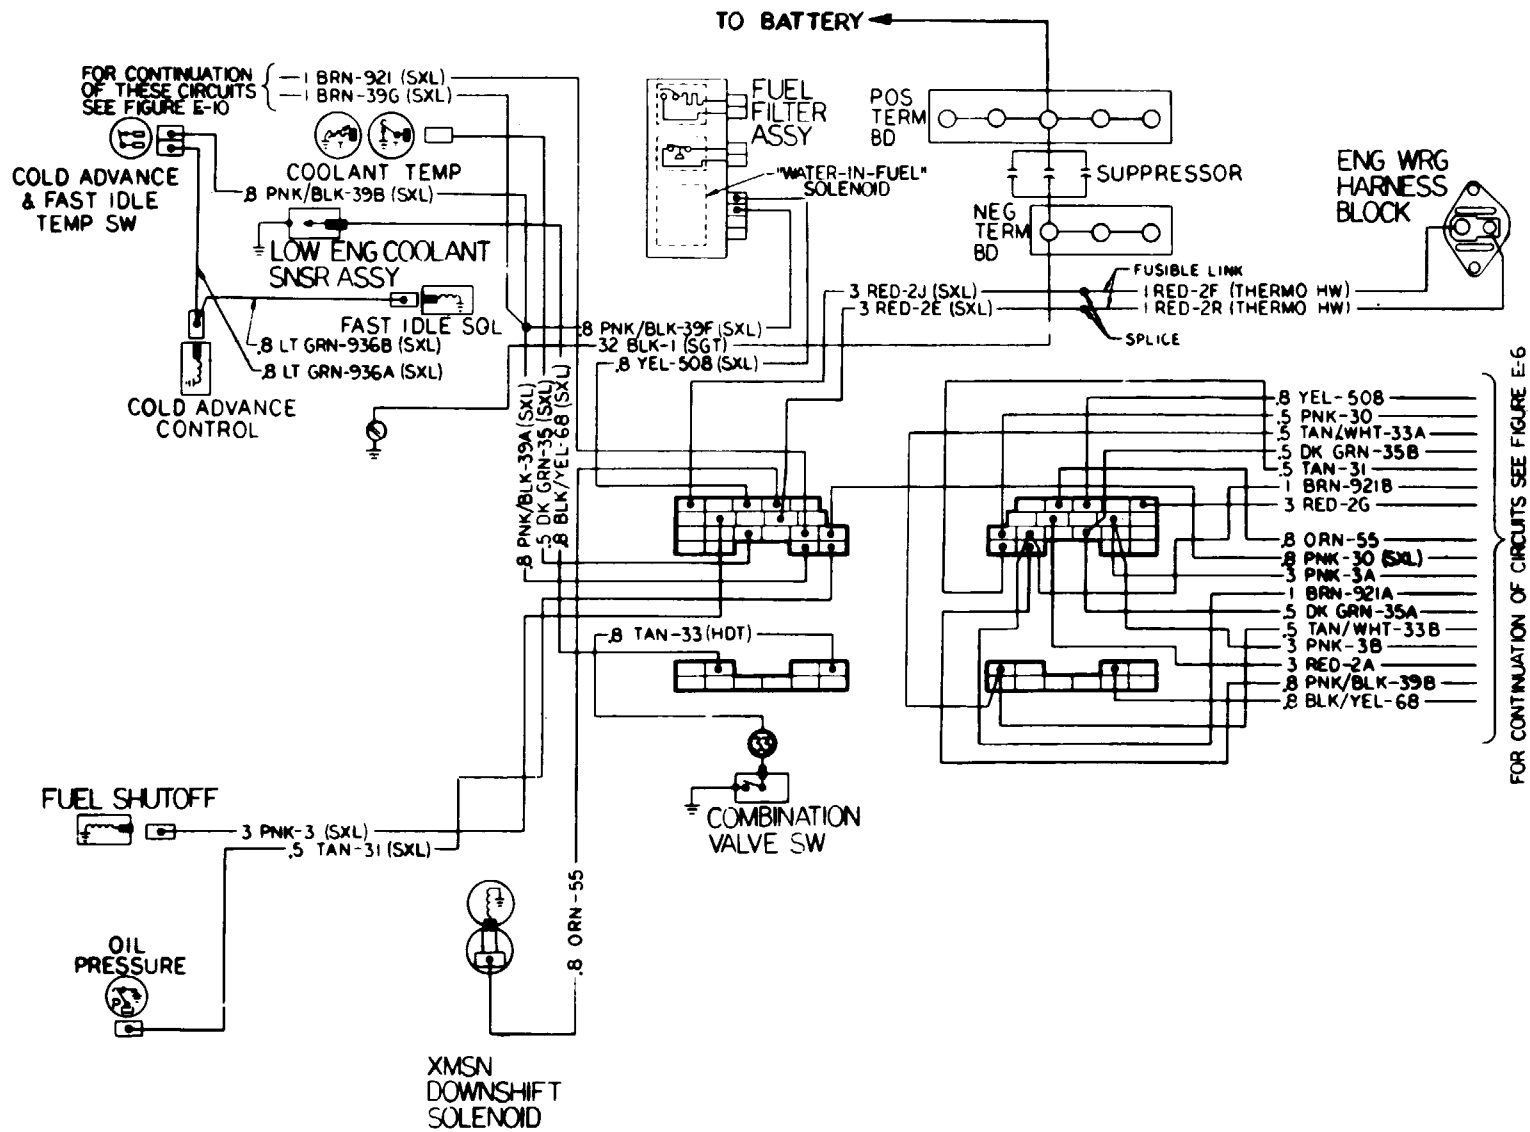 TO BATTERY
FOR CONTINUATION
OF THESE CIRCUITS
SEE FIGURE E-10
1 BRN-921 (SXL)
1 BRN-39G (SXL)
COLD ADVANCE
& FAST IDLE
TEMP SW
COOLANT TEMP
.8 PNK/BLK-39B (SXL)
LOW ENG COOLANT
SNSR ASSY
FAST IDLE SOL
.8 LT GRN-936B (SXL)
.8 LT GRN-936A (SXL)
COLD ADVANCE
CONTROL
FUEL
FILTER
ASSY
"WATER-IN-FUEL"
SOLENOID
POS
TERM
BD
SUPPRESSOR
NEG
TERM
BD
ENG WRG
HARNESS
BLOCK
FUSIBLE LINK
3 RED-2J (SXL)
1 RED-2F (THERMO HW)
3 RED-2E (SXL)
1 RED-2R (THERMO HW)
SPLICE
.8 PNK/BLK-39F (SXL)
32 BLK-1 (SGT)
.8 YEL-508 (SXL)
.8 PNK/BLK-39A (SXL)
.5 DK GRN-35 (SXL)
.8 BLK/YEL-68 (SXL)
.8 YEL-508
.5 PNK-30
.5 TAN/WHT-33A
.5 DK GRN-35B
.5 TAN-31
1 BRN-921B
3 RED-2G
.8 ORN-55
.8 PNK-30 (SXL)
3 PNK-3A
1 BRN-921A
.5 DK GRN-35A
.5 TAN/WHT-33B
3 PNK-3B
3 RED-2A
.8 PNK/BLK-39B
.8 BLK/YEL-68
FOR CONTINUATION OF CIRCUITS SEE FIGURE E-6
.8 TAN-33 (HDT)
33
COMBINATION
VALVE SW
FUEL SHUTOFF
3 PNK-3 (SXL)
.5 TAN-31 (SXL)
.8 ORN-55
OIL
PRESSURE
P
XMSN
DOWNSHIFT
SOLENOID